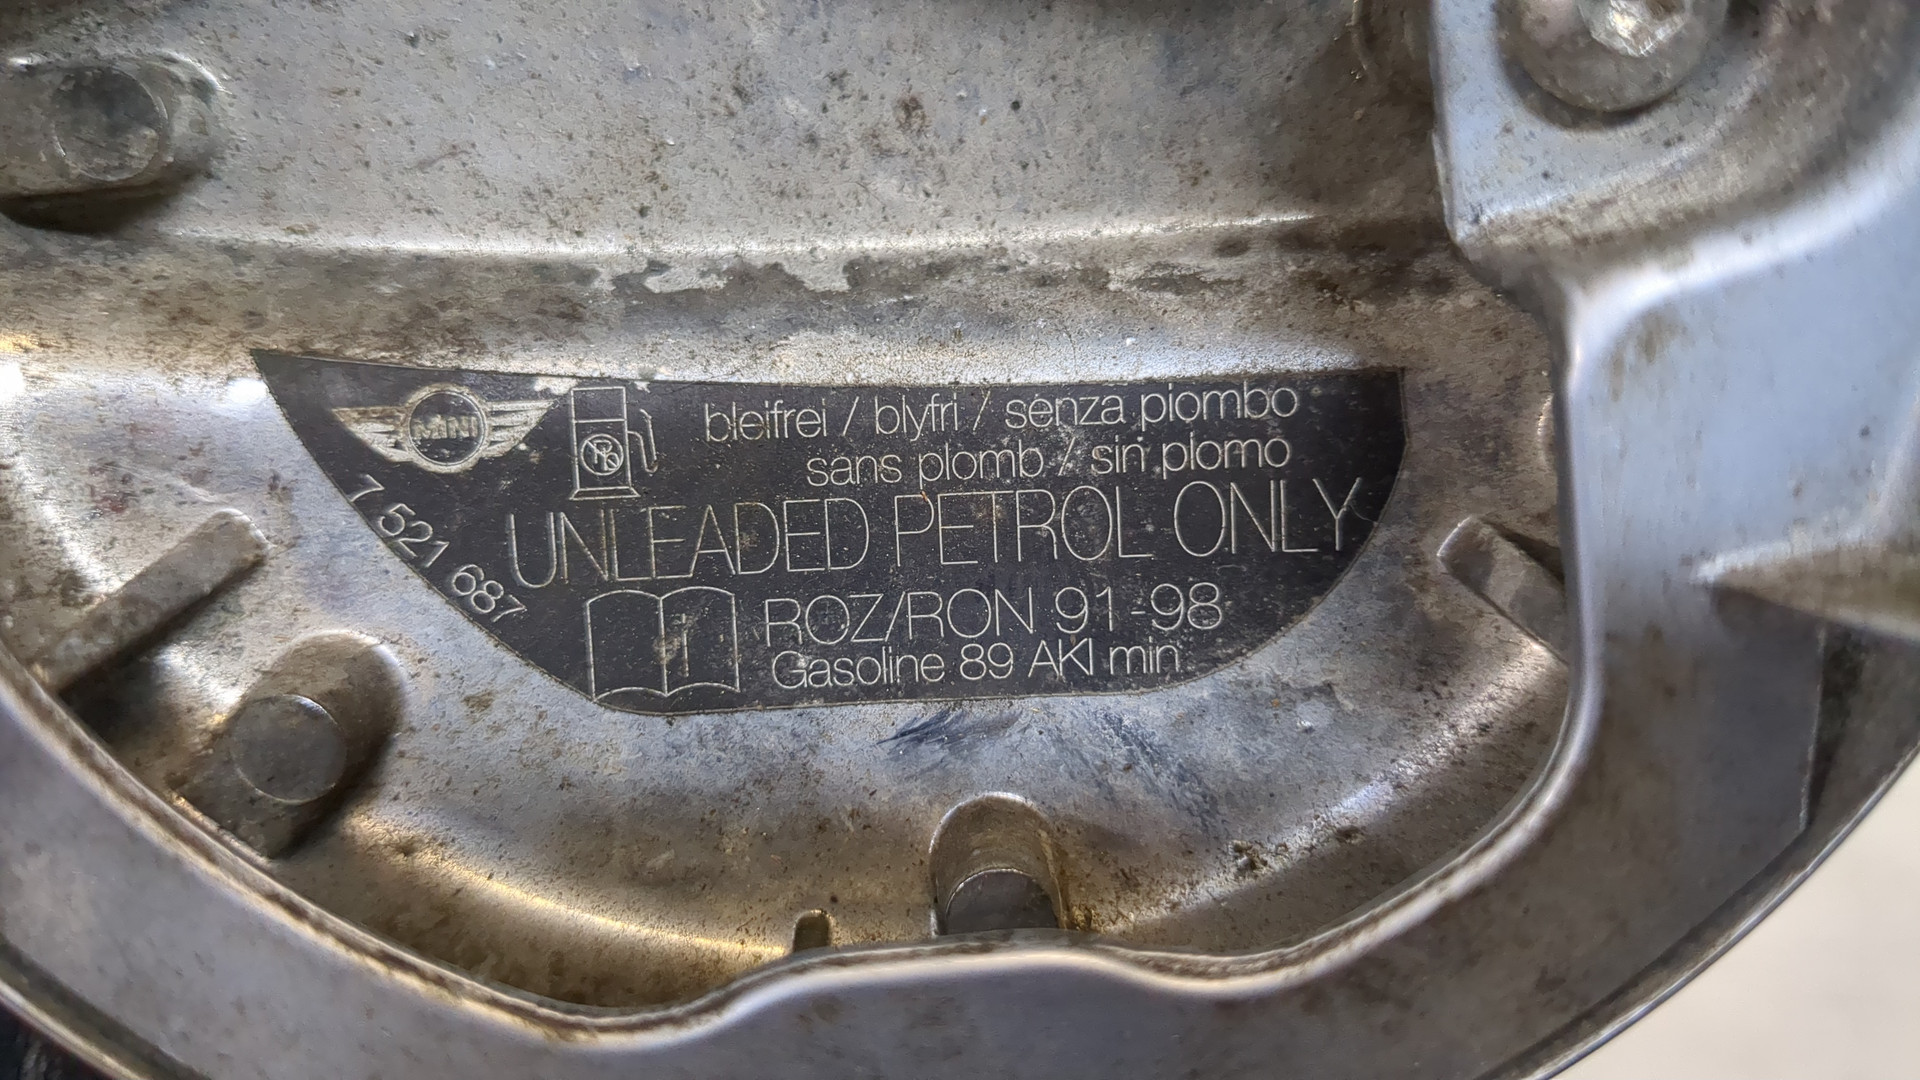 MINI
bleifrei / blyfri / senza piombo
sans plomb / sin plomo
UNLEADED PETROL ONLY
ROZ/RON 91-98
Gasoline 89 AKI min
7 521 687